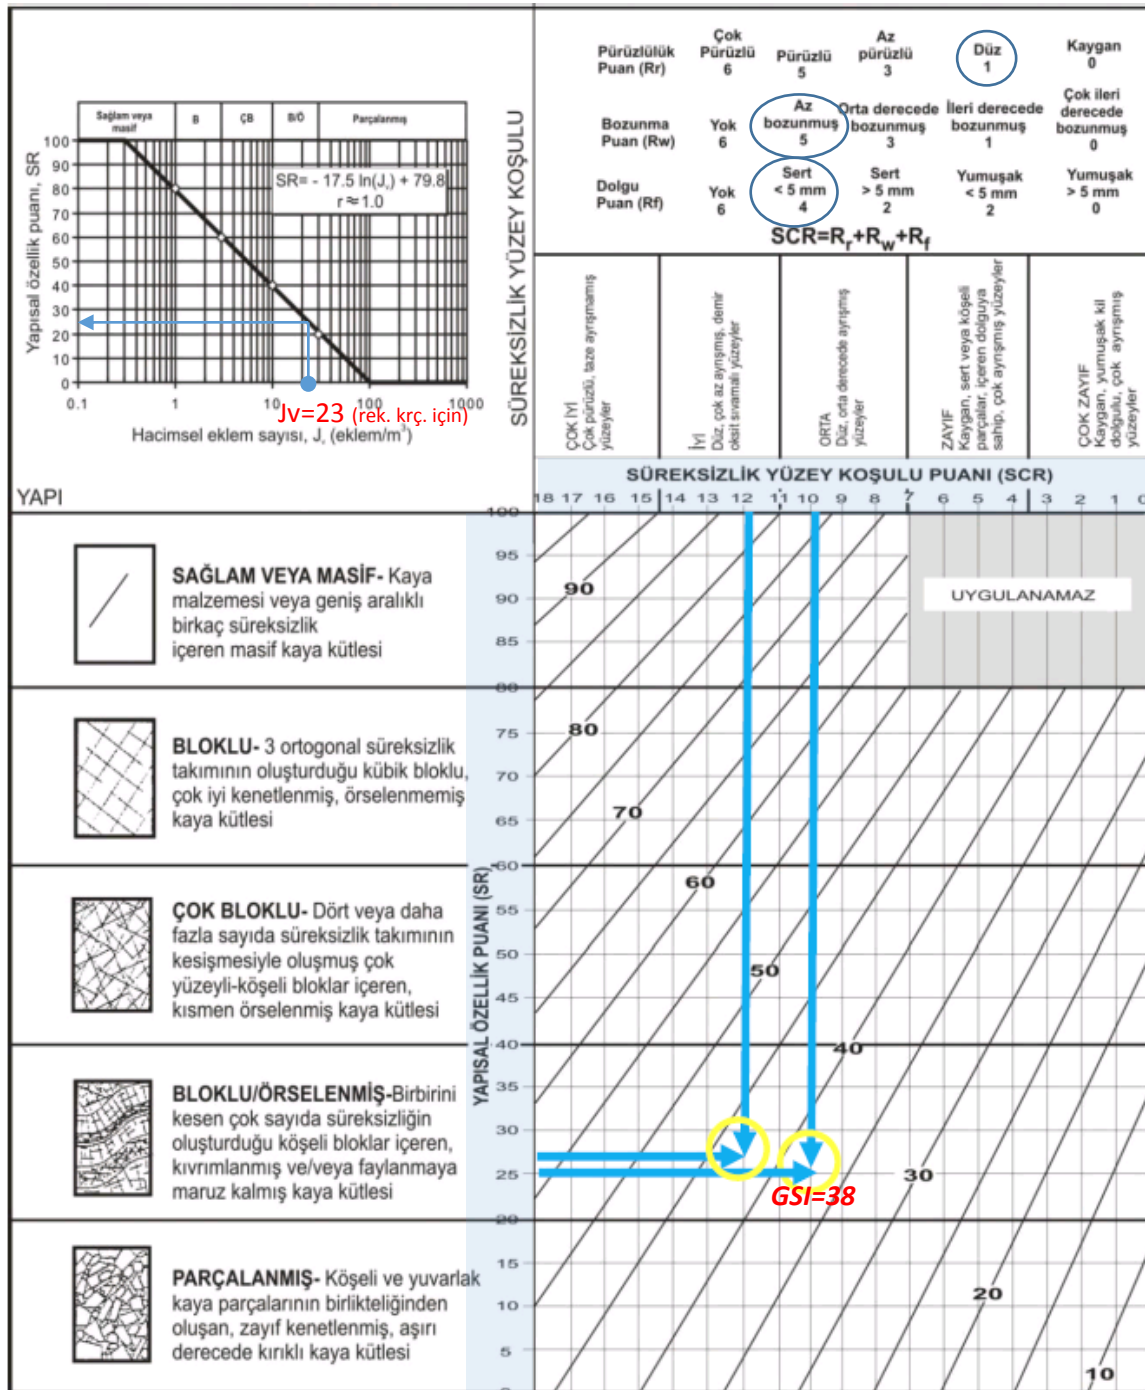 Sağlam veya masif
B
ÇB
B/Ö
Parçalanmış
Yapısal özellik puanı, SR
100
90
80
70
60
50
40
30
20
10
0
SR= - 17.5 ln(Jᵥ) + 79.8
r ≈ 1.0
0.1
1
10
100
1000
Jv=23 (rek. krç. için)
Hacimsel eklem sayısı, Jᵥ (eklem/m³)
SÜREKSİZLİK YÜZEY KOŞULU
Pürüzlülük Puan (Rr)
Çok Pürüzlü 6
Pürüzlü 5
Az pürüzlü 3
Düz 1
Kaygan 0
Bozunma Puan (Rw)
Yok 6
Az bozunmuş 5
Orta derecede bozunmuş 3
İleri derecede bozunmuş 1
Çok ileri derecede bozunmuş 0
Dolgu Puan (Rf)
Yok 6
Sert < 5 mm 4
Sert > 5 mm 2
Yumuşak < 5 mm 2
Yumuşak > 5 mm 0
SCR=Rr+Rw+Rf
ÇOK İYİ
Çok pürüzlü, taze ayrışmamış
yüzeyler
İYİ
Düz, çok az ayrışmış, demir
oksit sıvamalı yüzeyler
ORTA
Düz, orta derecede ayrışmış
yüzeyler
ZAYIF
Kaygan, sert veya köşeli
parçalar, içeren dolguya
sahip, çok ayrışmış yüzeyler
ÇOK ZAYIF
Kaygan, yumuşak kil
dolgulu, çok ayrışmış
yüzeyler
YAPI
SÜREKSİZLİK YÜZEY KOŞULU PUANI (SCR)
18 17 16 15 14 13 12 11 10 9 8 7 6 5 4 3 2 1 0
YAPISAL ÖZELLİK PUANI (SR)
100
95
90
85
80
75
70
65
60
55
50
45
40
35
30
25
20
15
10
5
0
SAĞLAM VEYA MASİF- Kaya
malzemesi veya geniş aralıklı
birkaç süreksizlik
içeren masif kaya kütlesi
BLOKLU- 3 ortogonal süreksizlik
takımının oluşturduğu kübik bloklu,
çok iyi kenetlenmiş, örselenmemiş
kaya kütlesi
ÇOK BLOKLU- Dört veya daha
fazla sayıda süreksizlik takımının
kesişmesiyle oluşmuş çok
yüzeyli-köşeli bloklar içeren,
kısmen örselenmiş kaya kütlesi
BLOKLU/ÖRSELENMİŞ-Birbirini
kesen çok sayıda süreksizliğin
oluşturduğu köşeli bloklar içeren,
kıvrımlanmış ve/veya faylanmaya
maruz kalmış kaya kütlesi
PARÇALANMIŞ- Köşeli ve yuvarlak
kaya parçalarının birlikteliğinden
oluşan, zayıf kenetlenmiş, aşırı
derecede kırıklı kaya kütlesi
UYGULANAMAZ
90
80
70
60
50
40
30
GSI=38
20
10